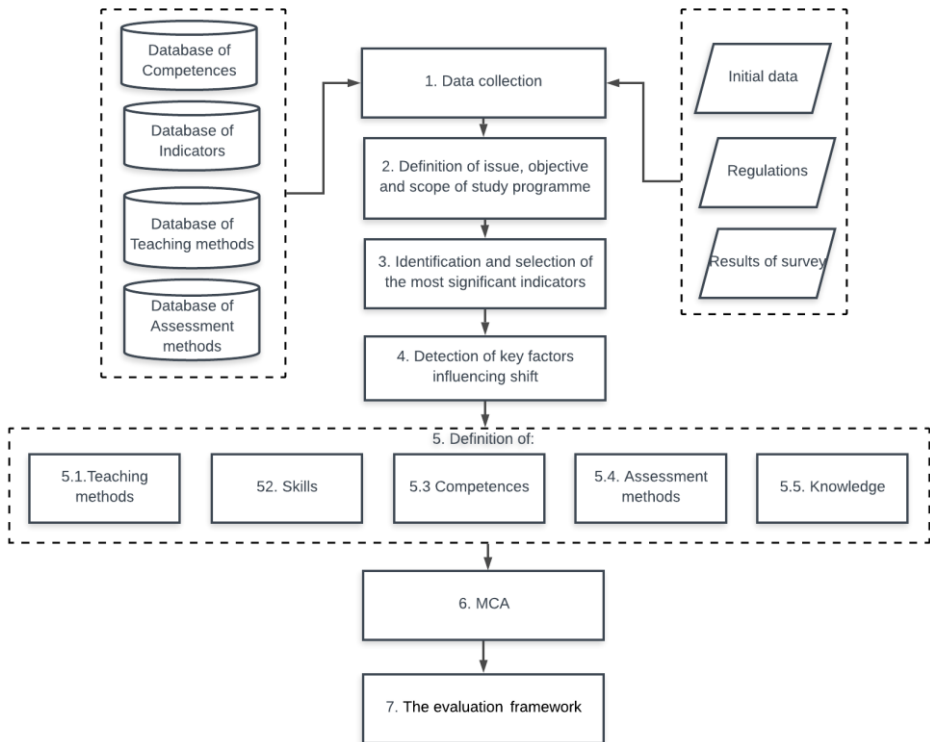 Database of
Competences
Database of
Indicators
Database of
Teaching methods
Database of
Assessment
methods
1. Data collection
2. Definition of issue, objective
and scope of study programme
3. Identification and selection of
the most significant indicators
4. Detection of key factors
influencing shift
Initial data
Regulations
Results of survey
5. Definition of:
5.1.Teaching
methods
52. Skills
5.3 Competences
5.4. Assessment
methods
5.5. Knowledge
6. MCA
7. The evaluation framework